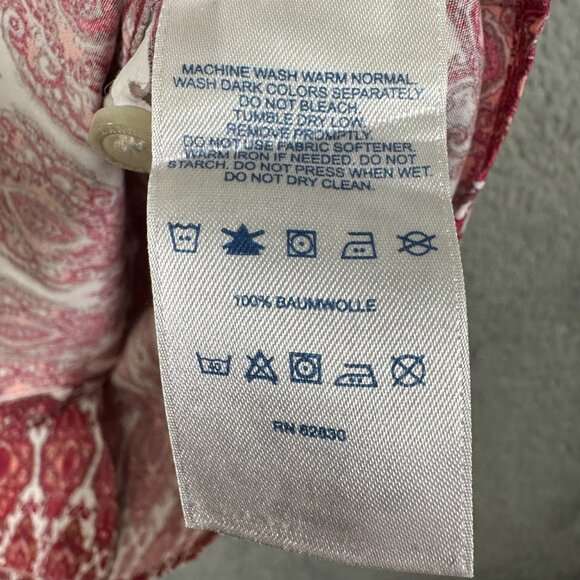 MACHINE WASH WARM NORMAL.
WASH DARK COLORS SEPARATELY.
DO NOT BLEACH.
TUMBLE DRY LOW.
REMOVE PROMPTLY.
DO NOT USE FABRIC SOFTENER.
WARM IRON IF NEEDED. DO NOT
STARCH. DO NOT PRESS WHEN WET.
DO NOT DRY CLEAN.
100% BAUMWOLLE
40
RN 62830